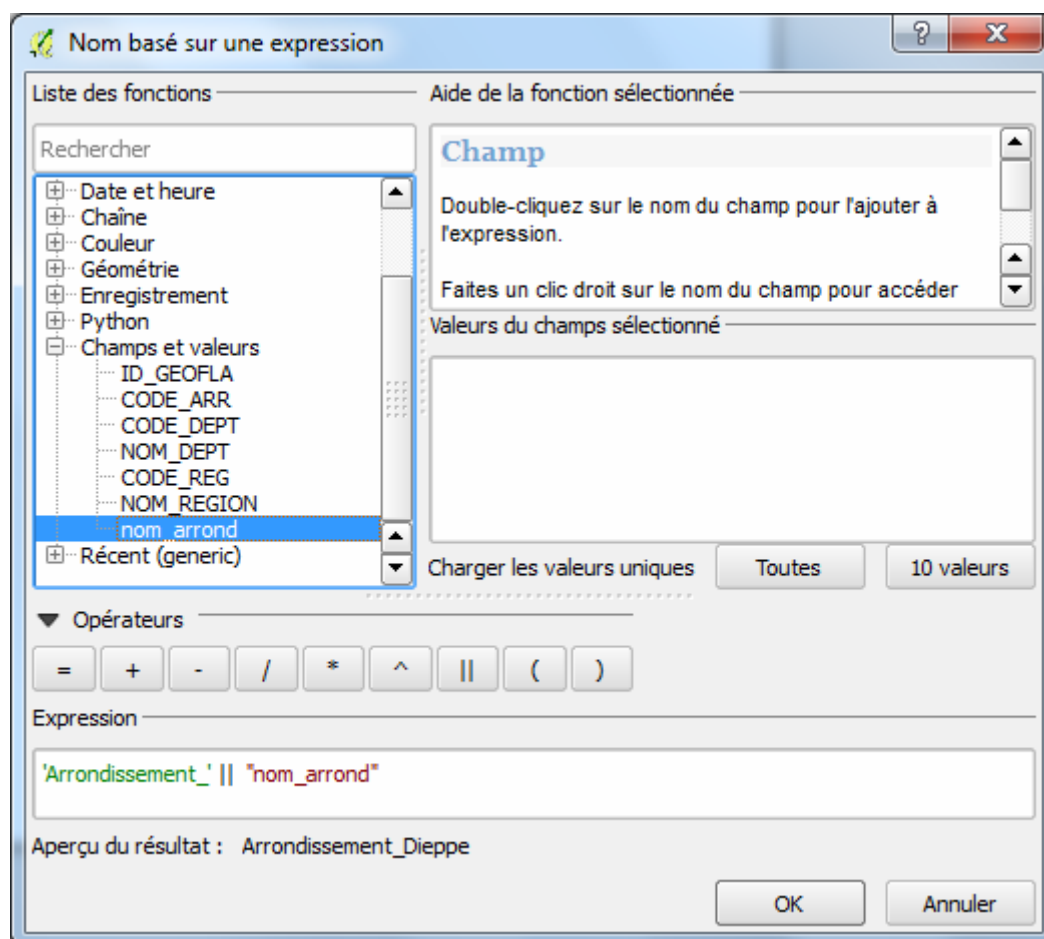 Nom basé sur une expression
Liste des fonctions
Rechercher
Date et heure
Chaîne
Couleur
Géométrie
Enregistrement
Python
Champs et valeurs
ID_GEOFLA
CODE_ARR
CODE_DEPT
NOM_DEPT
CODE_REG
NOM_REGION
nom_arrond
Récent (generic)
Aide de la fonction sélectionnée
Champ
Double-cliquez sur le nom du champ pour l'ajouter à
l'expression.
Faites un clic droit sur le nom du champ pour accéder
Valeurs du champs sélectionné
Charger les valeurs uniques Toutes 10 valeurs
Opérateurs
= + - / * ^ || ( )
Expression
'Arrondissement_' || "nom_arrond"
Aperçu du résultat : Arrondissement_Dieppe
OK Annuler